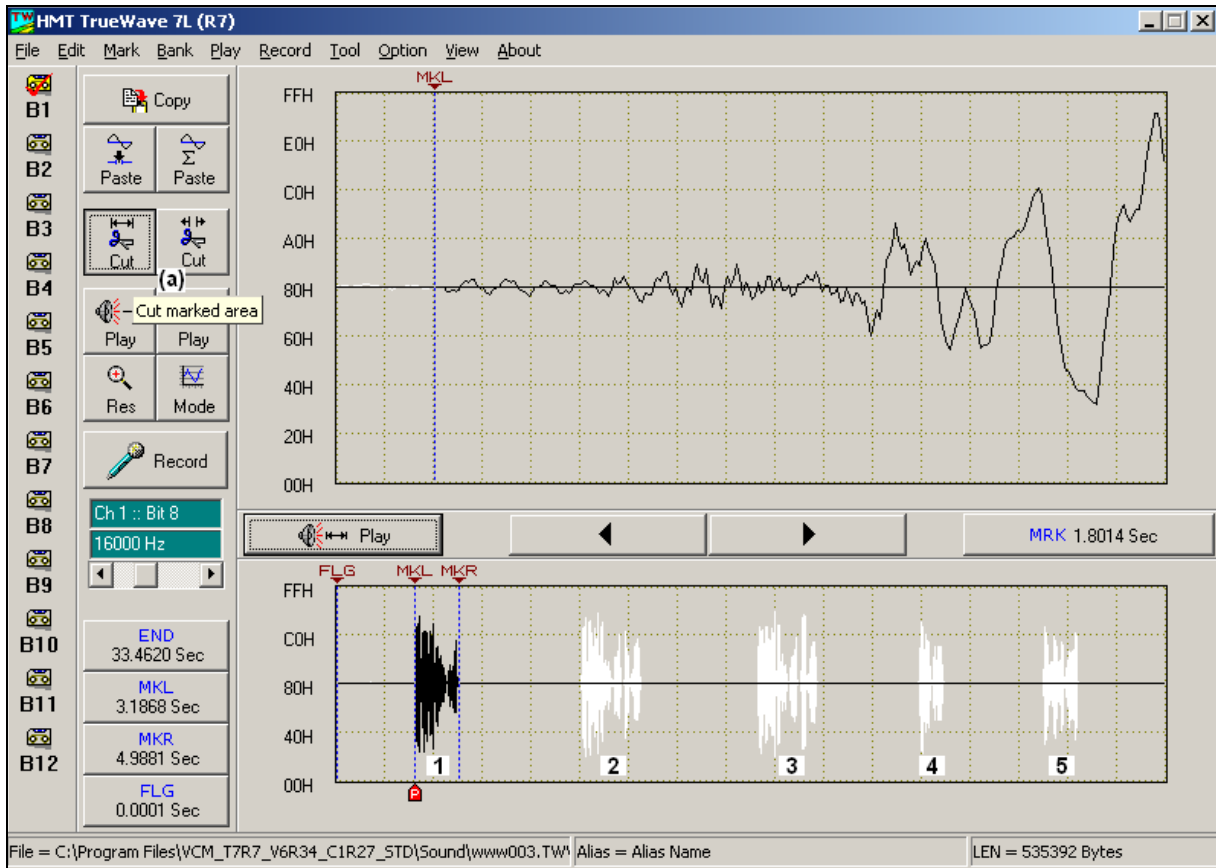 HMT TrueWave 7L (R7)
File Edit Mark Bank Play Record Tool Option View About
B1
B2
B3
B4
B5
B6
B7
B8
B9
B10
B11
B12
Copy
Paste
Σ
Paste
Cut
Cut
(a)
Cut marked area
Play
Play
Res
Mode
Record
Ch 1 :: Bit 8
16000 Hz
END
33.4620 Sec
MKL
3.1868 Sec
MKR
4.9881 Sec
FLG
0.0001 Sec
MKL
FFH
E0H
C0H
A0H
80H
60H
40H
20H
00H
Play
MRK 1.8014 Sec
FLG MKL MKR
FFH
C0H
80H
40H
00H
1 2 3 4 5
P
File = C:\Program Files\VCM_T7R7_V6R34_C1R27_STD\Sound\www003.TW
Alias = Alias Name
LEN = 535392 Bytes